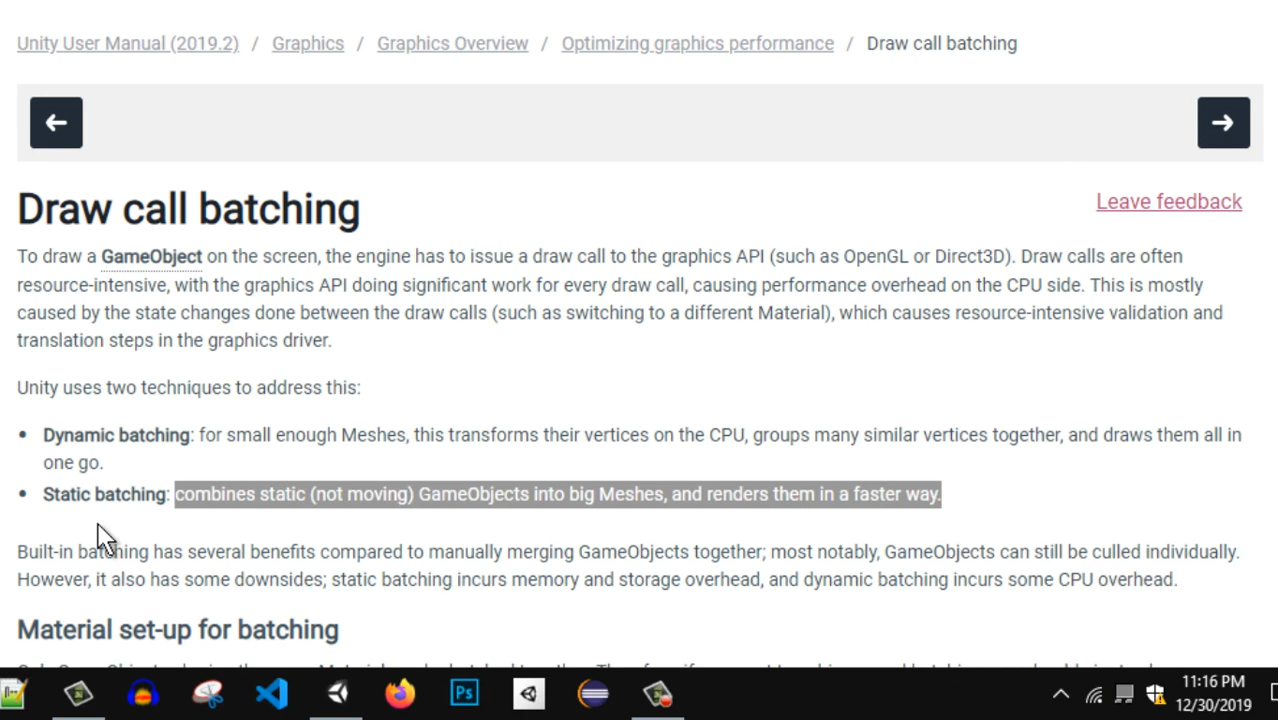 Unity User Manual (2019.2) / Graphics / Graphics Overview / Optimizing graphics performance / Draw call batching
Draw call batching
Leave feedback
To draw a GameObject on the screen, the engine has to issue a draw call to the graphics API (such as OpenGL or Direct3D). Draw calls are often
resource-intensive, with the graphics API doing significant work for every draw call, causing performance overhead on the CPU side. This is mostly
caused by the state changes done between the draw calls (such as switching to a different Material), which causes resource-intensive validation and
translation steps in the graphics driver.
Unity uses two techniques to address this:
• Dynamic batching: for small enough Meshes, this transforms their vertices on the CPU, groups many similar vertices together, and draws them all in
one go.
• Static batching: combines static (not moving) GameObjects into big Meshes, and renders them in a faster way.
Built-in batching has several benefits compared to manually merging GameObjects together; most notably, GameObjects can still be culled individually.
However, it also has some downsides; static batching incurs memory and storage overhead, and dynamic batching incurs some CPU overhead.
Material set-up for batching
Ps
11:16 PM
12/30/2019